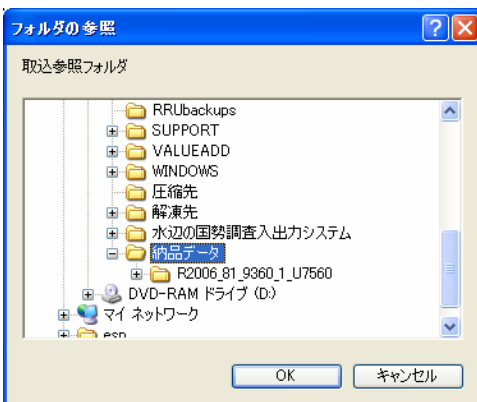 フォルダの参照
取込参照フォルダ
RRUbackups
SUPPORT
VALUEADD
WINDOWS
圧縮先
解凍先
水辺の国勢調査入出力システム
納品データ
R2006_81_9360_1_U7560
DVD-RAM ドライブ (D:)
マイ ネットワーク
esp
OK
キャンセル